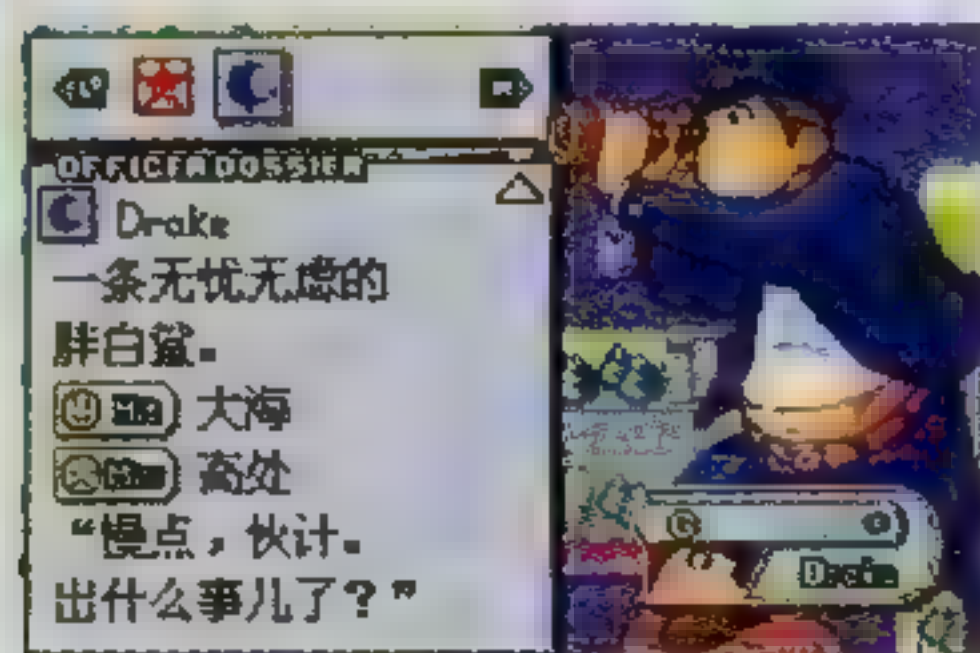 OFFICER DOSSIER
Drake
一条无忧无虑的
胖白鲨。
大海
高处
“慢点，伙计。
出什么事儿了？”